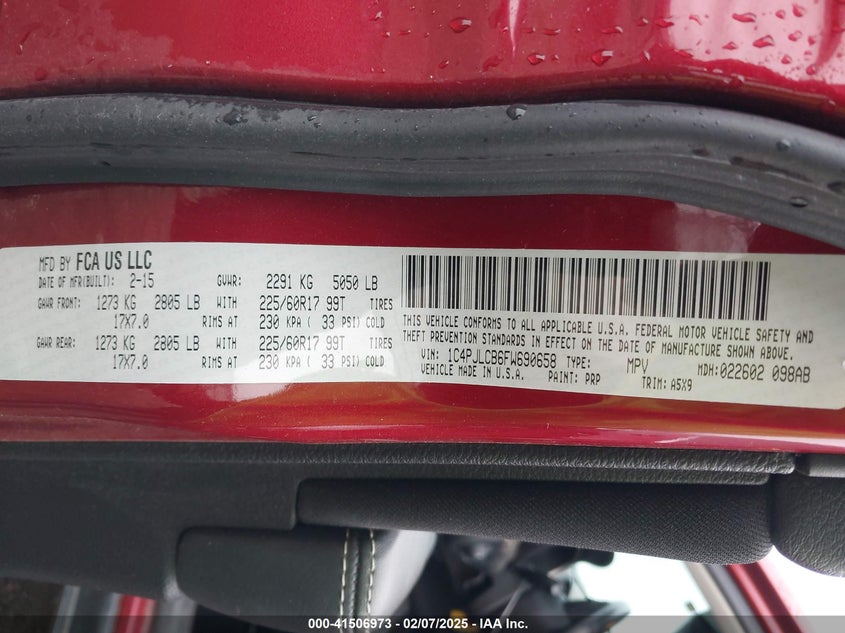 MFD BY FCA US LLC
DATE OF MFR(BUILT): 2-15 GVWR: 2291 KG 5050 LB
GAWR FRONT: 1273 KG 2805 LB WITH 225/60R17 99T TIRES
17X7.0 RIMS AT 230 KPA ( 33 PSI) COLD
GAWR REAR: 1273 KG 2805 LB WITH 225/60R17 99T TIRES
17X7.0 RIMS AT 230 KPA ( 33 PSI) COLD
THIS VEHICLE CONFORMS TO ALL APPLICABLE U.S.A. FEDERAL MOTOR VEHICLE SAFETY AND
THEFT PREVENTION STANDARDS IN EFFECT ON THE DATE OF MANUFACTURE SHOWN ABOVE.
VIN: 1C4PJLCB6FW690658 TYPE: MPV MDH:022602 098AB
VEHICLE MADE IN U.S.A. PAINT: PRP TRIM: A5X9
000-41506973 - 02/07/2025 - IAA Inc.